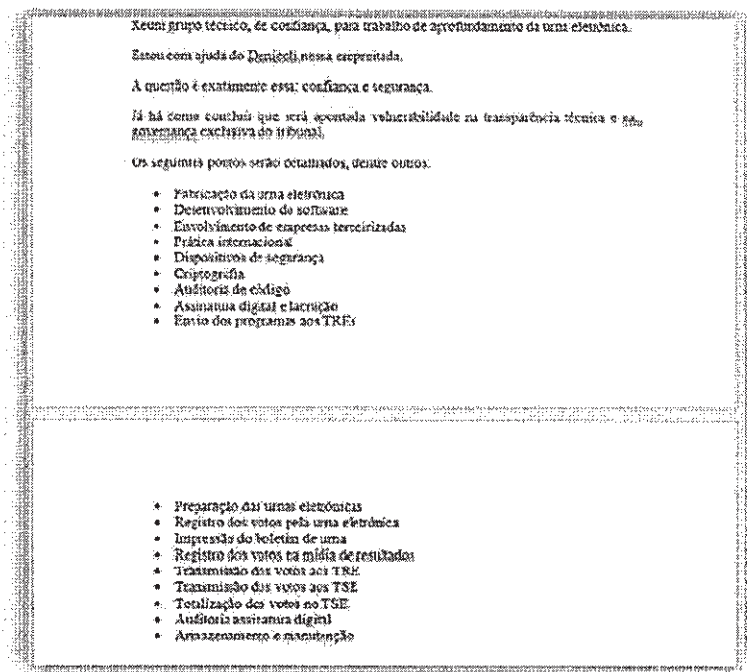 Reuni grupo técnico, de confiança, para trabalho de aprofundamento da urna eletrônica.
Estou com ajuda do Denicoli nessa empreitada.
A questão é exatamente essa: confiança e segurança.
Já há como concluir que será apontada vulnerabilidade na transparência técnica e na
governança exclusiva do tribunal.
Os seguintes pontos serão detalhados, dentre outros:
• Fabricação da urna eletrônica
• Desenvolvimento do software
• Envolvimento de empresas terceirizadas
• Prática internacional
• Dispositivos de segurança
• Criptografia
• Auditoria de código
• Assinatura digital e lacração
• Envio dos programas aos TREs
• Preparação das urnas eletrônicas
• Registro dos votos pela urna eletrônica
• Impressão do boletim de urna
• Registro dos votos na mídia de resultados
• Transmissão dos votos aos TRE
• Transmissão dos votos aos TSE
• Totalização dos votos no TSE
• Auditoria assinatura digital
• Armazenamento e manutenção